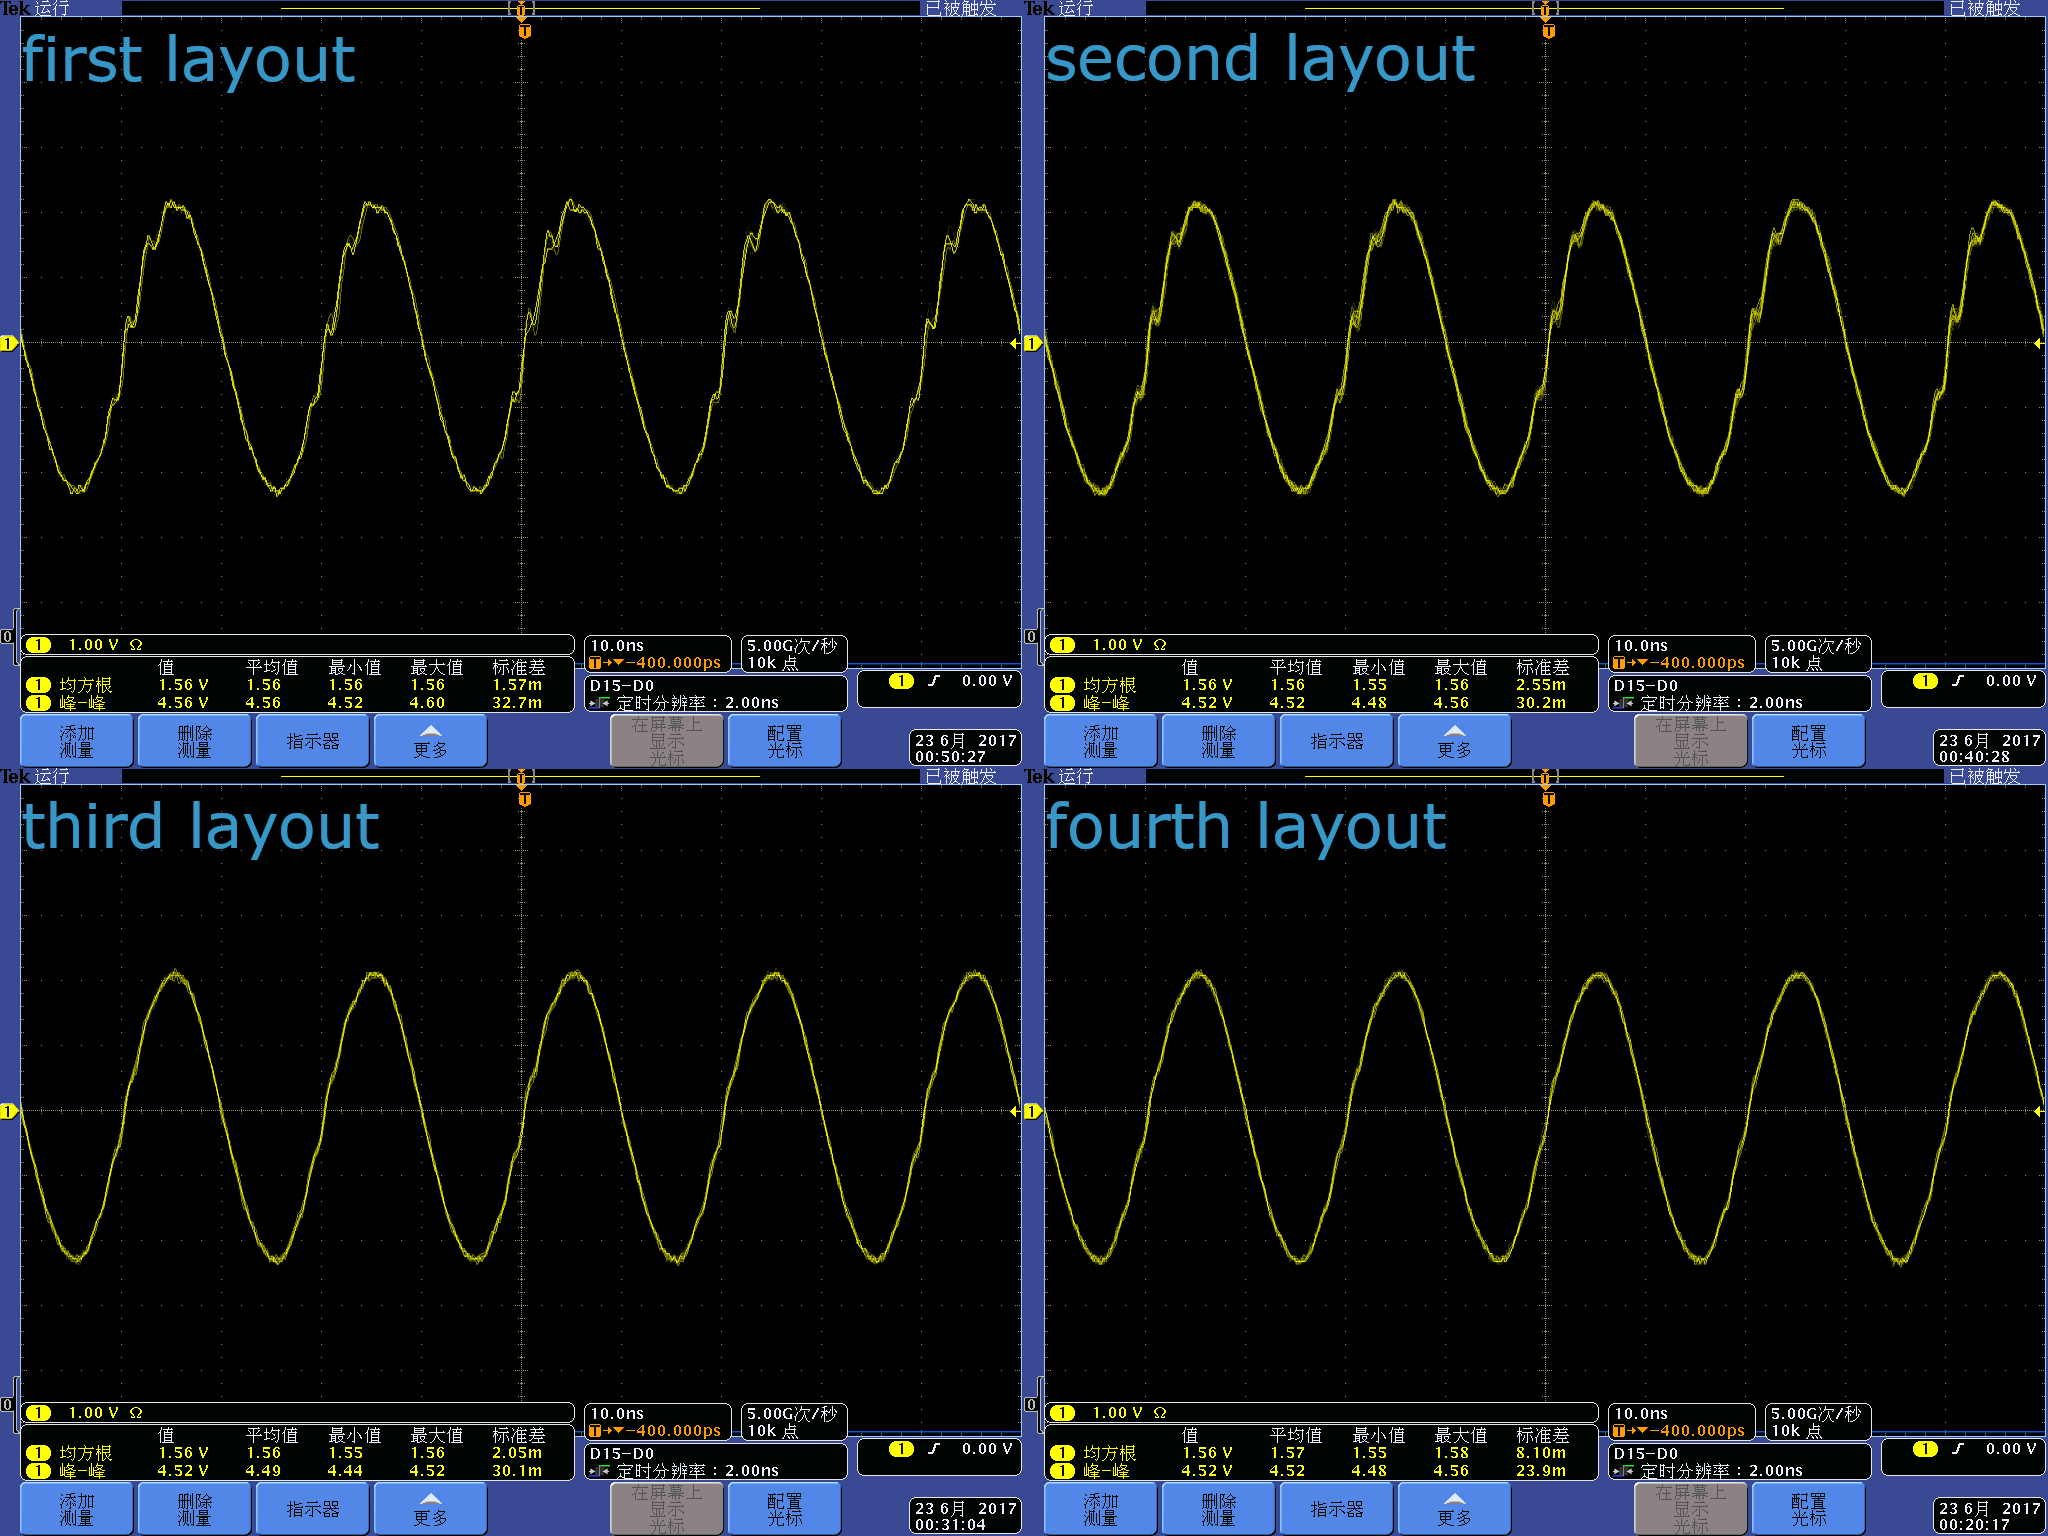 Tek 运行
已被触发
first layout
1 1.00 V Ω
值 平均值 最小值 最大值 标准差
1 均方根 1.56 V 1.56 1.56 1.56 1.57m
1 峰-峰 4.56 V 4.56 4.52 4.60 32.7m
10.0ns
T→▼-400.000ps
5.00G次/秒
10k 点
D15-D0
定时分辨率：2.00ns
1 0.00 V
添加
测量
删除
测量
指示器
更多
在屏幕上
显示
光标
配置
光标
23 6月 2017
00:50:27
Tek 运行
已被触发
second layout
1 1.00 V Ω
值 平均值 最小值 最大值 标准差
1 均方根 1.56 V 1.56 1.55 1.56 2.55m
1 峰-峰 4.52 V 4.52 4.48 4.56 30.2m
10.0ns
T→▼-400.000ps
5.00G次/秒
10k 点
D15-D0
定时分辨率：2.00ns
1 0.00 V
添加
测量
删除
测量
指示器
更多
在屏幕上
显示
光标
配置
光标
23 6月 2017
00:40:28
Tek 运行
已被触发
third layout
1 1.00 V Ω
值 平均值 最小值 最大值 标准差
1 均方根 1.56 V 1.56 1.55 1.56 2.05m
1 峰-峰 4.52 V 4.49 4.44 4.52 30.1m
10.0ns
T→▼-400.000ps
5.00G次/秒
10k 点
D15-D0
定时分辨率：2.00ns
1 0.00 V
添加
测量
删除
测量
指示器
更多
在屏幕上
显示
光标
配置
光标
23 6月 2017
00:31:04
Tek 运行
已被触发
fourth layout
1 1.00 V Ω
值 平均值 最小值 最大值 标准差
1 均方根 1.56 V 1.57 1.55 1.58 8.10m
1 峰-峰 4.52 V 4.52 4.48 4.56 23.9m
10.0ns
T→▼-400.000ps
5.00G次/秒
10k 点
D15-D0
定时分辨率：2.00ns
1 0.00 V
添加
测量
删除
测量
指示器
更多
在屏幕上
显示
光标
配置
光标
23 6月 2017
00:20:17